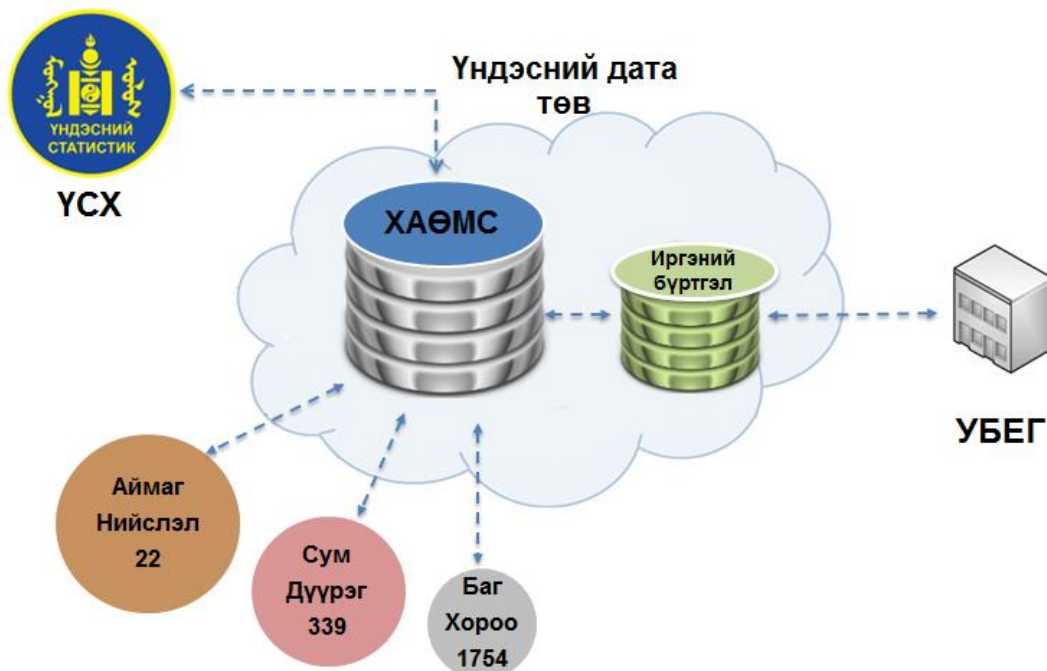 Үндэсний дата
төв
ҮНДЭСНИЙ
СТАТИСТИК
ҮСХ
ХАӨМС
Иргэний
бүртгэл
УБЕГ
Аймаг
Нийслэл
22
Сум
Дүүрэг
339
Баг
Хороо
1754